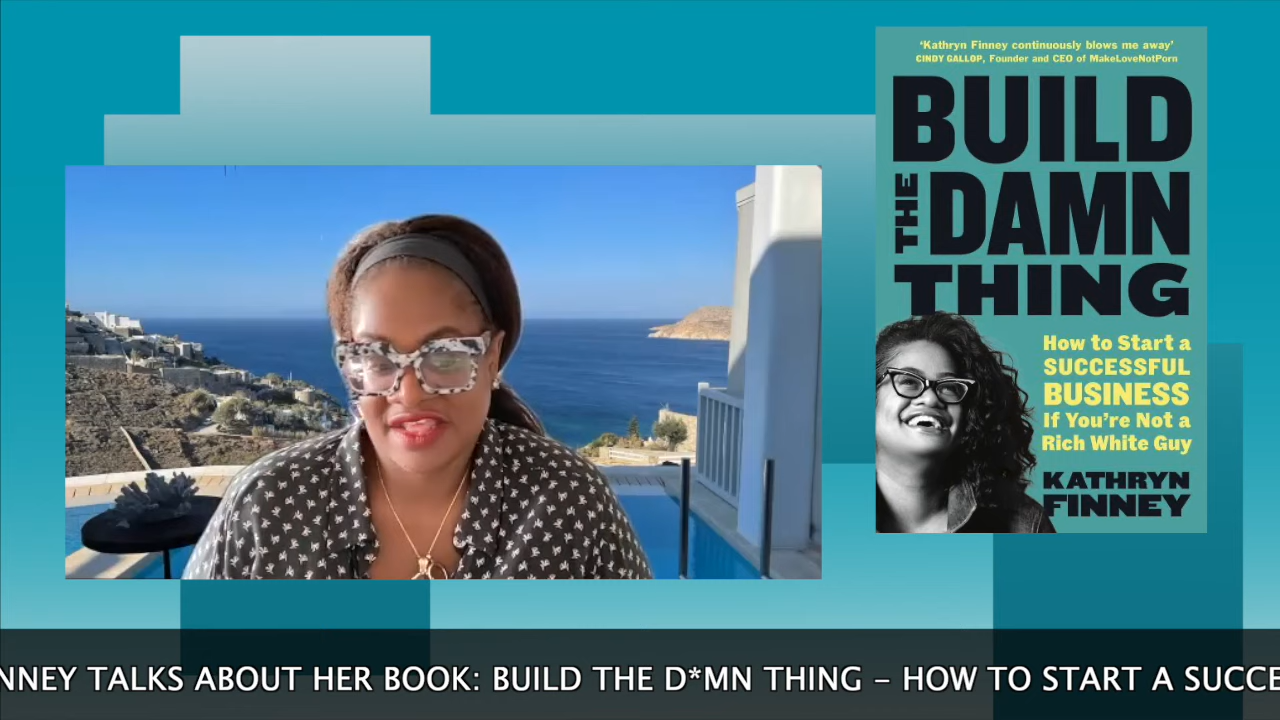 'Kathryn Finney continuously blows me away'
CINDY GALLOP, Founder and CEO of MakeLoveNotPorn
BUILD
THE DAMN
THING
How to Start a
SUCCESSFUL
BUSINESS
If You're Not a
Rich White Guy
KATHRYN
FINNEY
NNEY TALKS ABOUT HER BOOK: BUILD THE D*MN THING – HOW TO START A SUCCE